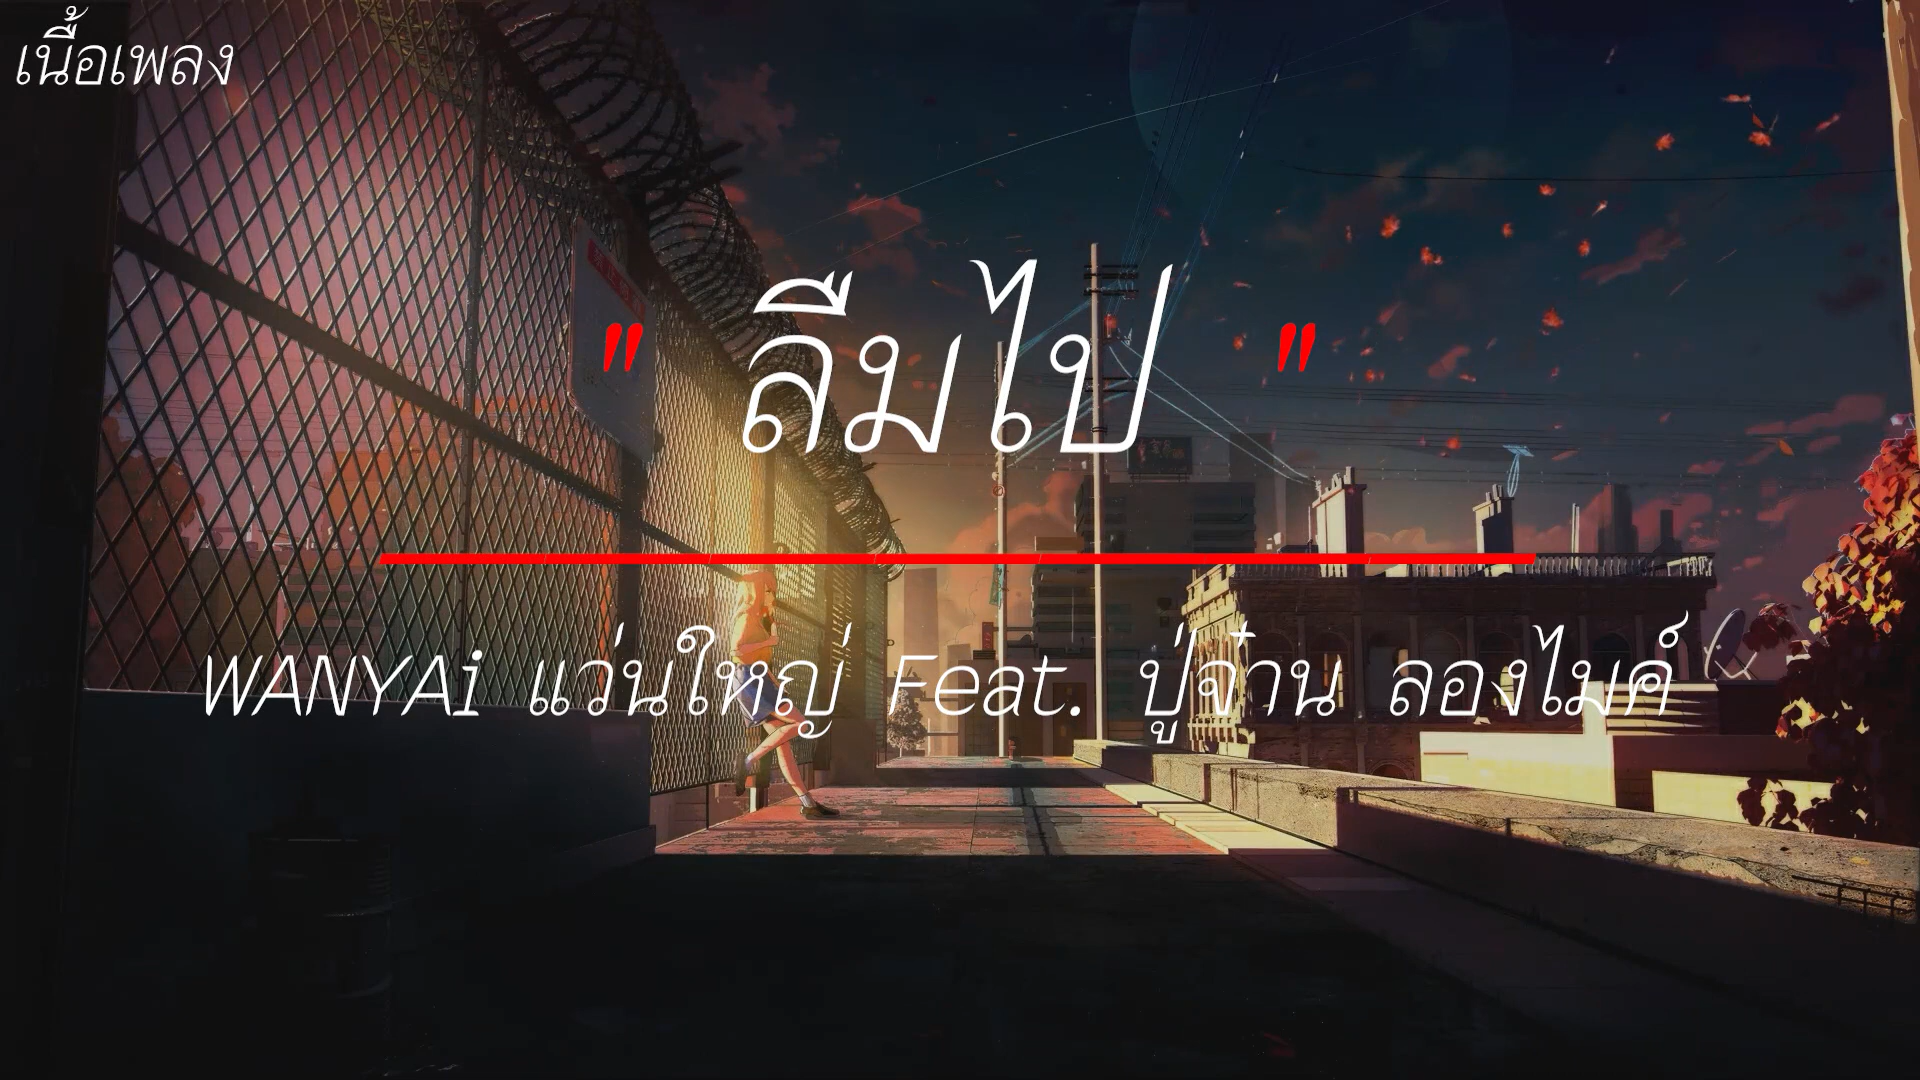 เนื้อเพลง
" ลืมไป "
WANYAi แว่นใหญ่ Feat. ปู่จ๋าน ลองไมค์